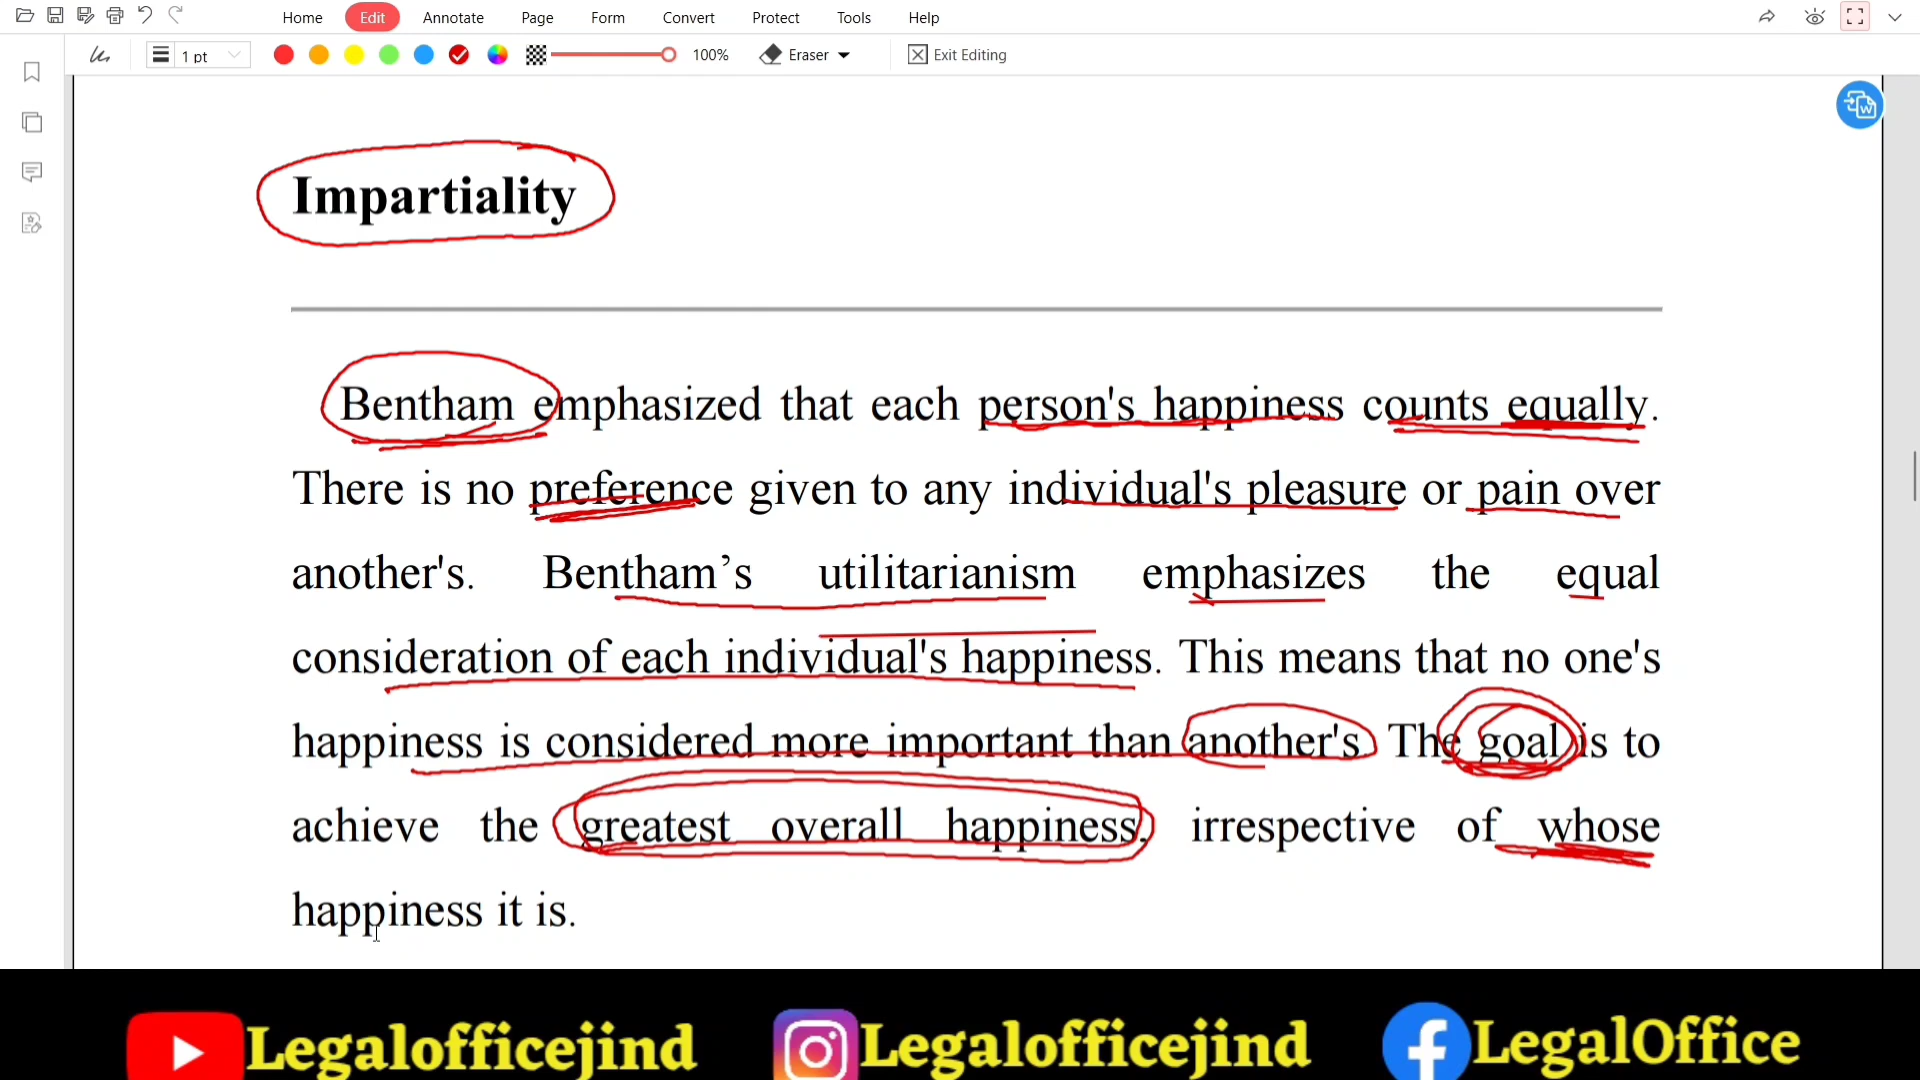 Home Edit Annotate Page Form Convert Protect Tools Help
1 pt 100% Eraser Exit Editing
Impartiality
Bentham emphasized that each person's happiness counts equally.
There is no preference given to any individual's pleasure or pain over
another's. Bentham’s utilitarianism emphasizes the equal
consideration of each individual's happiness. This means that no one's
happiness is considered more important than another's. The goal is to
achieve the greatest overall happiness, irrespective of whose
happiness it is.
Legalofficejind Legalofficejind LegalOffice